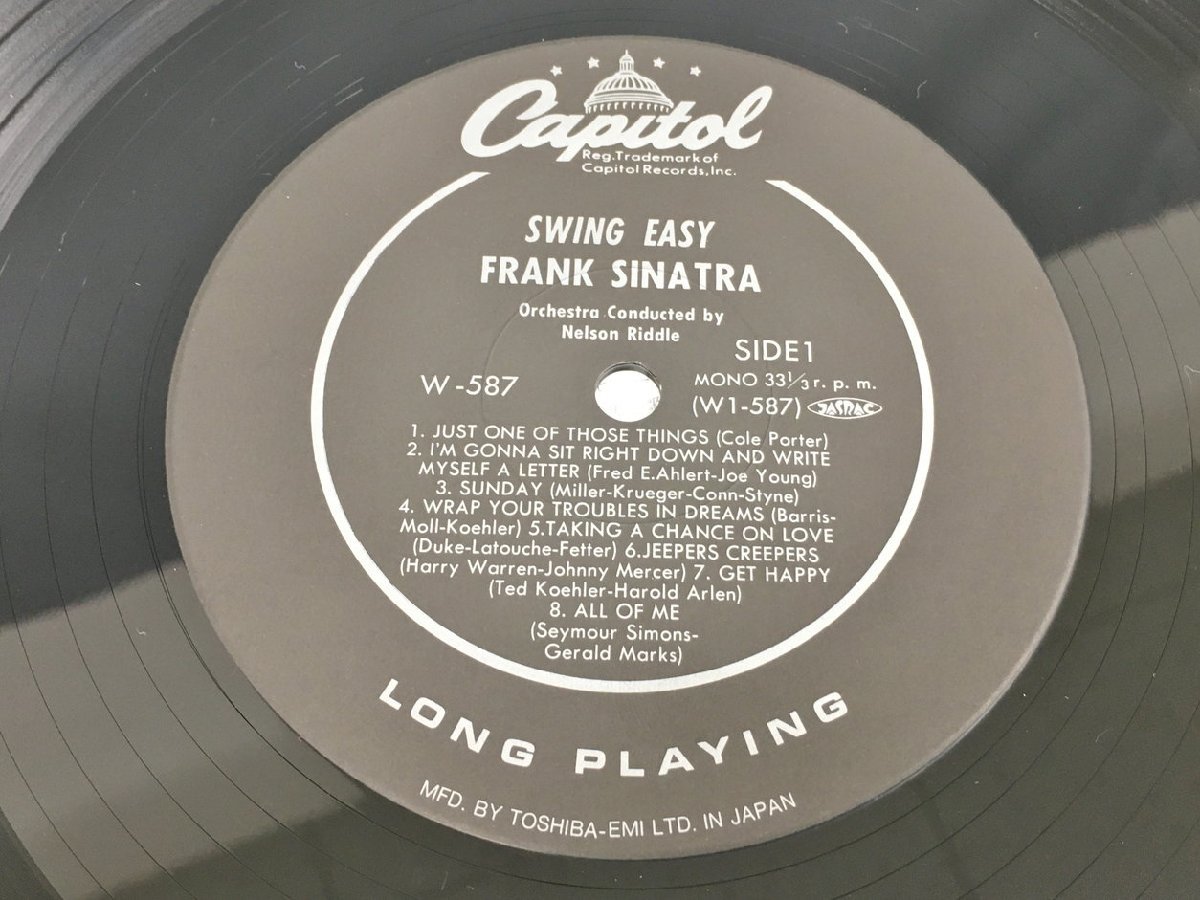 Capitol
Reg.Trademark of
Capitol Records, Inc.
SWING EASY
FRANK SINATRA
Orchestra Conducted by
Nelson Riddle
SIDE1
W-587
MONO 33 1/3 r. p. m.
(W1-587) JASRAC
1. JUST ONE OF THOSE THINGS (Cole Porter)
2. I'M GONNA SIT RIGHT DOWN AND WRITE
MYSELF A LETTER (Fred E.Ahlert-Joe Young)
3. SUNDAY (Miller-Krueger-Conn-Styne)
4. WRAP YOUR TROUBLES IN DREAMS (Barris-
Moll-Koehler) 5.TAKING A CHANCE ON LOVE
(Duke-Latouche-Fetter) 6.JEEPERS CREEPERS
(Harry Warren-Johnny Mercer) 7. GET HAPPY
(Ted Koehler-Harold Arlen)
8. ALL OF ME
(Seymour Simons-
Gerald Marks)
LONG PLAYING
MFD. BY TOSHIBA-EMI LTD. IN JAPAN